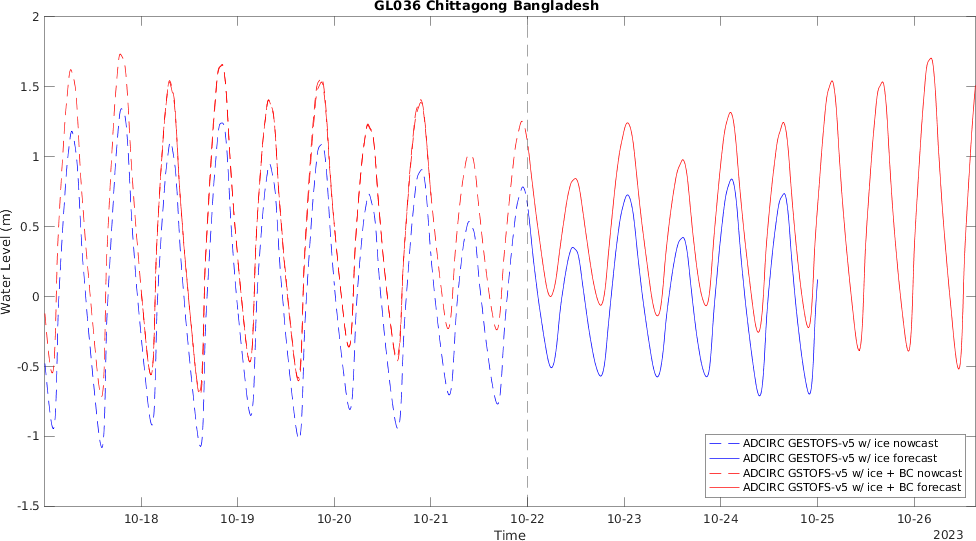 GL036 Chittagong Bangladesh
2
1.5
1
0.5
0
-0.5
-1
-1.5
Water Level (m)
ADCIRC GESTOFS-v5 w/ ice nowcast
ADCIRC GESTOFS-v5 w/ ice forecast
ADCIRC GSTOFS-v5 w/ ice + BC nowcast
ADCIRC GSTOFS-v5 w/ ice + BC forecast
10-18 10-19 10-20 10-21 10-22 10-23 10-24 10-25 10-26
Time
2023